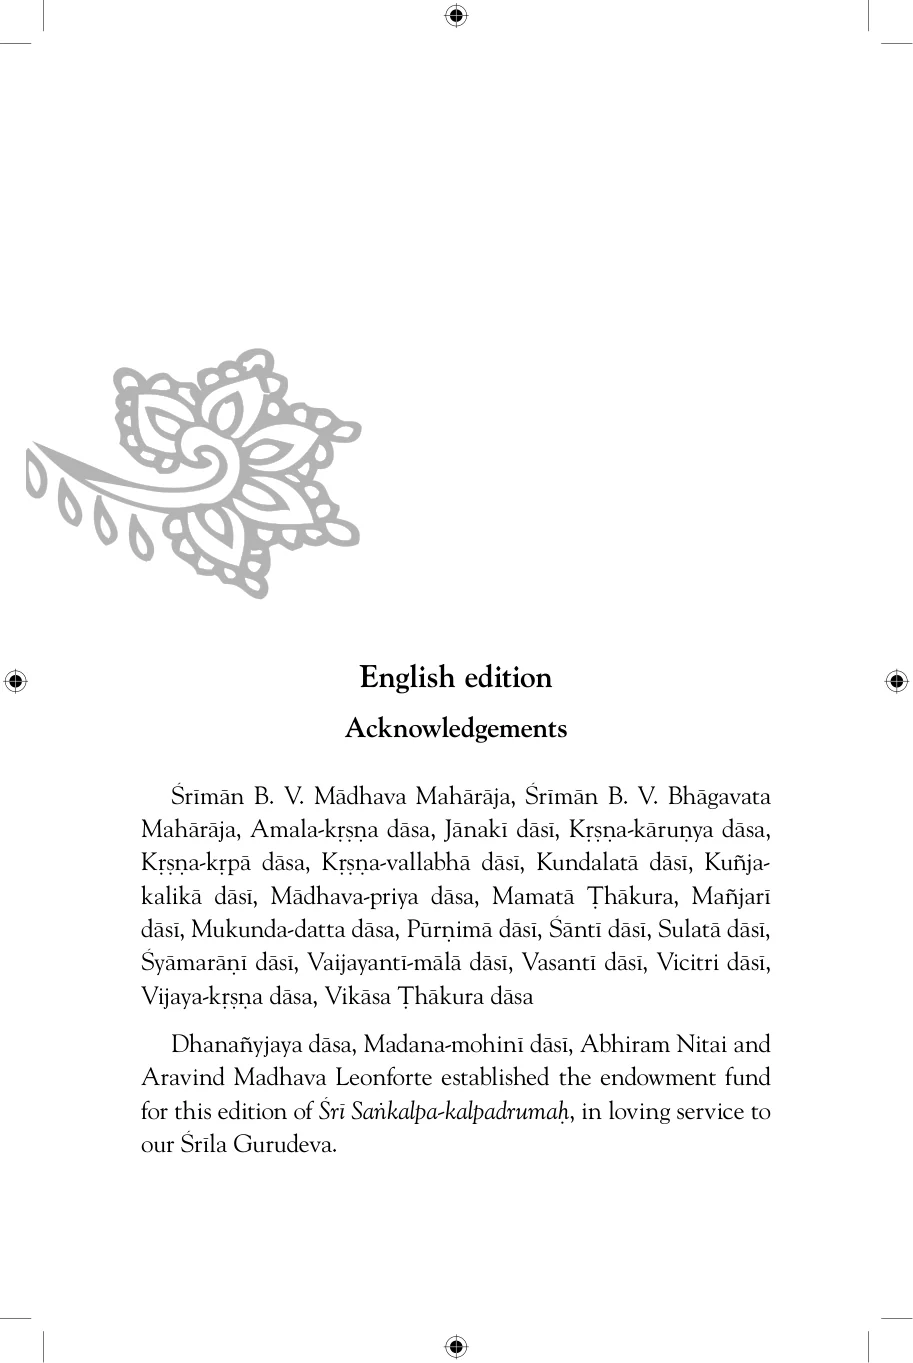 English edition
Acknowledgements
Śrīmān B. V. Mādhava Mahārāja, Śrīmān B. V. Bhāgavata
Mahārāja, Amala-kṛṣṇa dāsa, Jānakī dāsī, Kṛṣṇa-kāruṇya dāsa,
Kṛṣṇa-kṛpā dāsa, Kṛṣṇa-vallabhā dāsī, Kundalatā dāsī, Kuñja-
kalikā dāsī, Mādhava-priya dāsa, Mamatā Ṭhākura, Mañjarī
dāsī, Mukunda-datta dāsa, Pūrṇimā dāsī, Śāntī dāsī, Sulatā dāsī,
Śyāmarāṇī dāsī, Vaijayantī-mālā dāsī, Vasantī dāsī, Vicitri dāsī,
Vijaya-kṛṣṇa dāsa, Vikāsa Ṭhākura dāsa
Dhanañyjaya dāsa, Madana-mohinī dāsī, Abhiram Nitai and
Aravind Madhava Leonforte established the endowment fund
for this edition of Śrī Saṅkalpa-kalpadrumaḥ, in loving service to
our Śrīla Gurudeva.